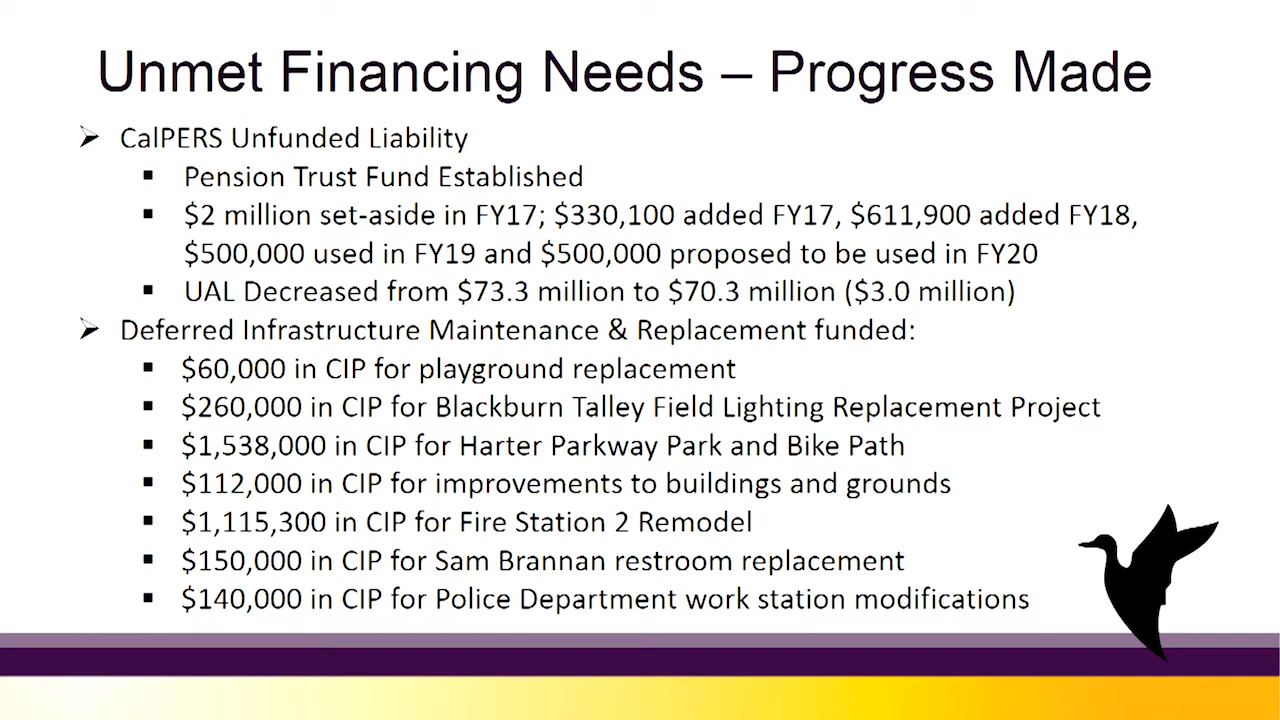 Unmet Financing Needs – Progress Made
➢ CalPERS Unfunded Liability
▪ Pension Trust Fund Established
▪ $2 million set-aside in FY17; $330,100 added FY17, $611,900 added FY18,
$500,000 used in FY19 and $500,000 proposed to be used in FY20
▪ UAL Decreased from $73.3 million to $70.3 million ($3.0 million)
➢ Deferred Infrastructure Maintenance & Replacement funded:
▪ $60,000 in CIP for playground replacement
▪ $260,000 in CIP for Blackburn Talley Field Lighting Replacement Project
▪ $1,538,000 in CIP for Harter Parkway Park and Bike Path
▪ $112,000 in CIP for improvements to buildings and grounds
▪ $1,115,300 in CIP for Fire Station 2 Remodel
▪ $150,000 in CIP for Sam Brannan restroom replacement
▪ $140,000 in CIP for Police Department work station modifications